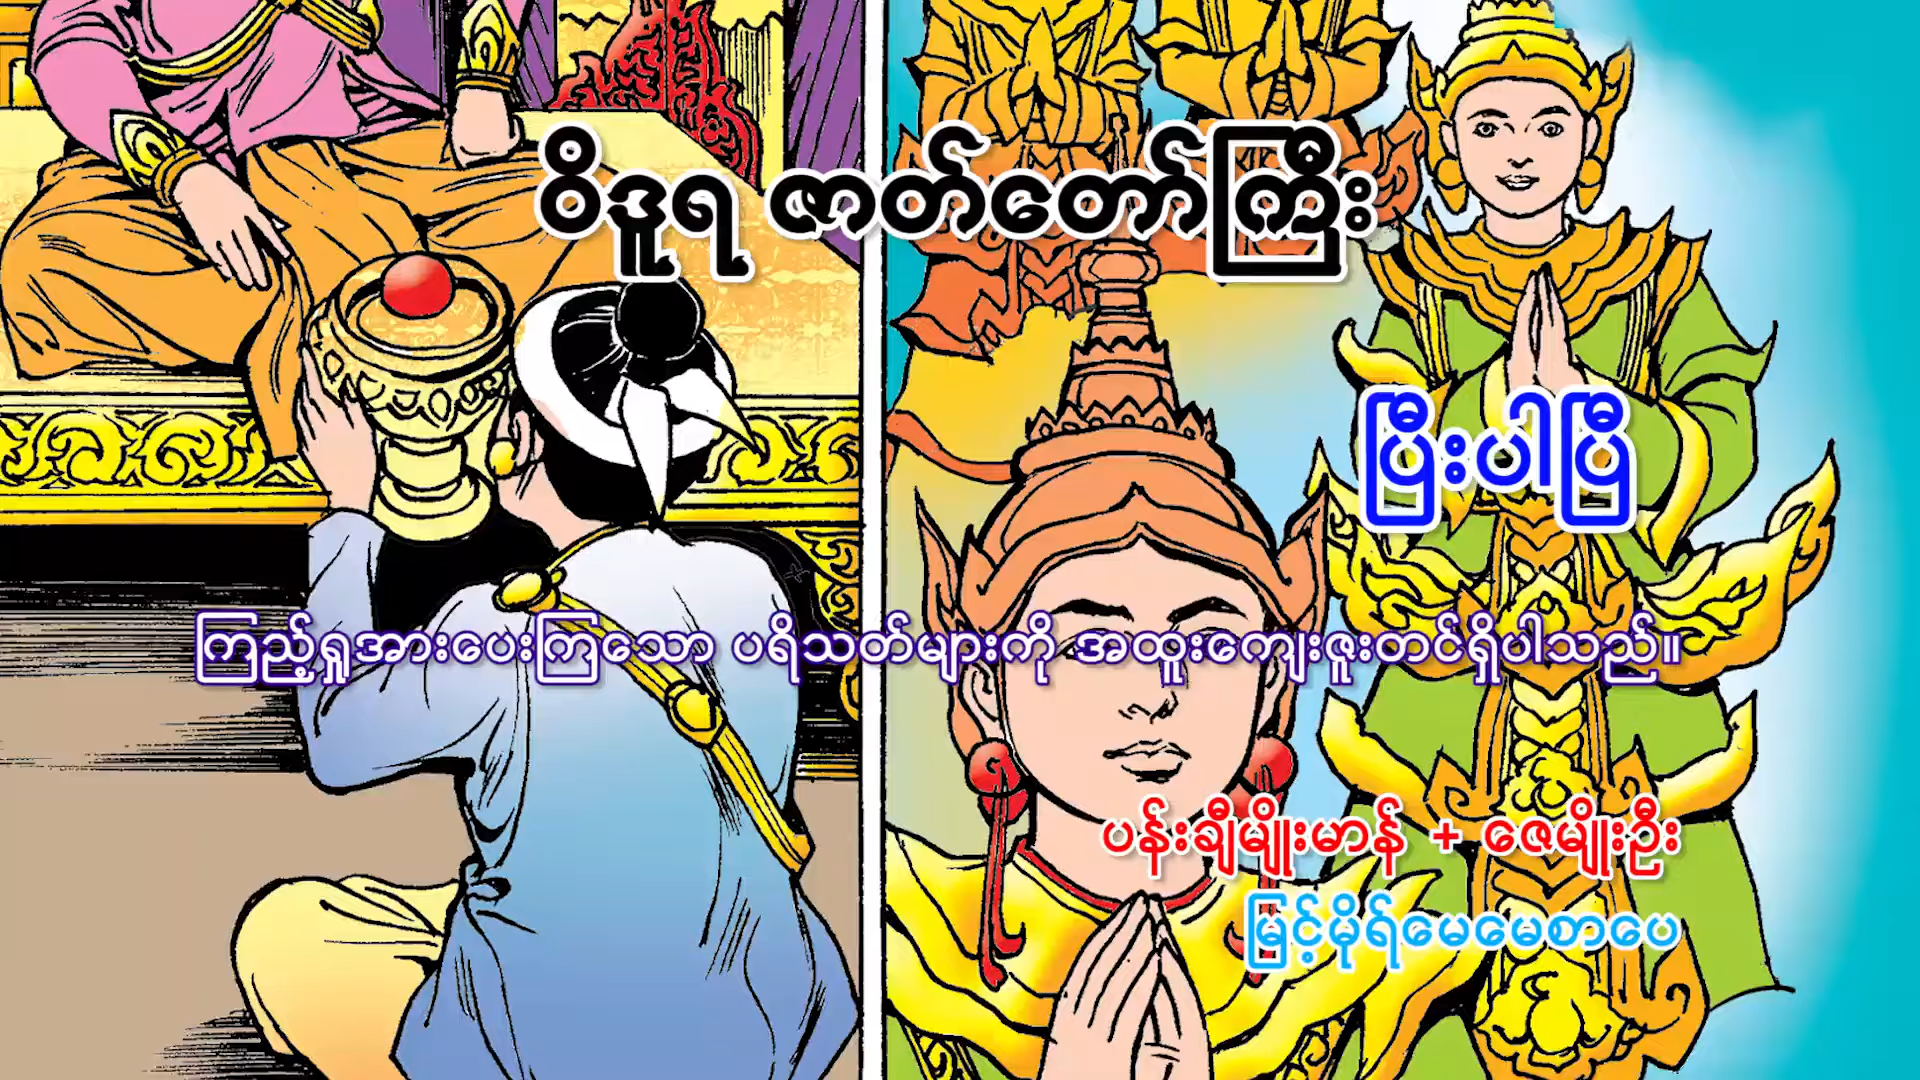 ဝိဒူရ ဇာတ်တော်ကြီး
ပြီးပါပြီ
ကြည့်ရှုအားပေးကြသော ပရိသတ်များကို အထူးကျေးဇူးတင်ရှိပါသည်။
ပန်းချီမျိုးမာန် + ဇေမျိုးဦး
မြင့်မိုရ်မေမေစာပေ